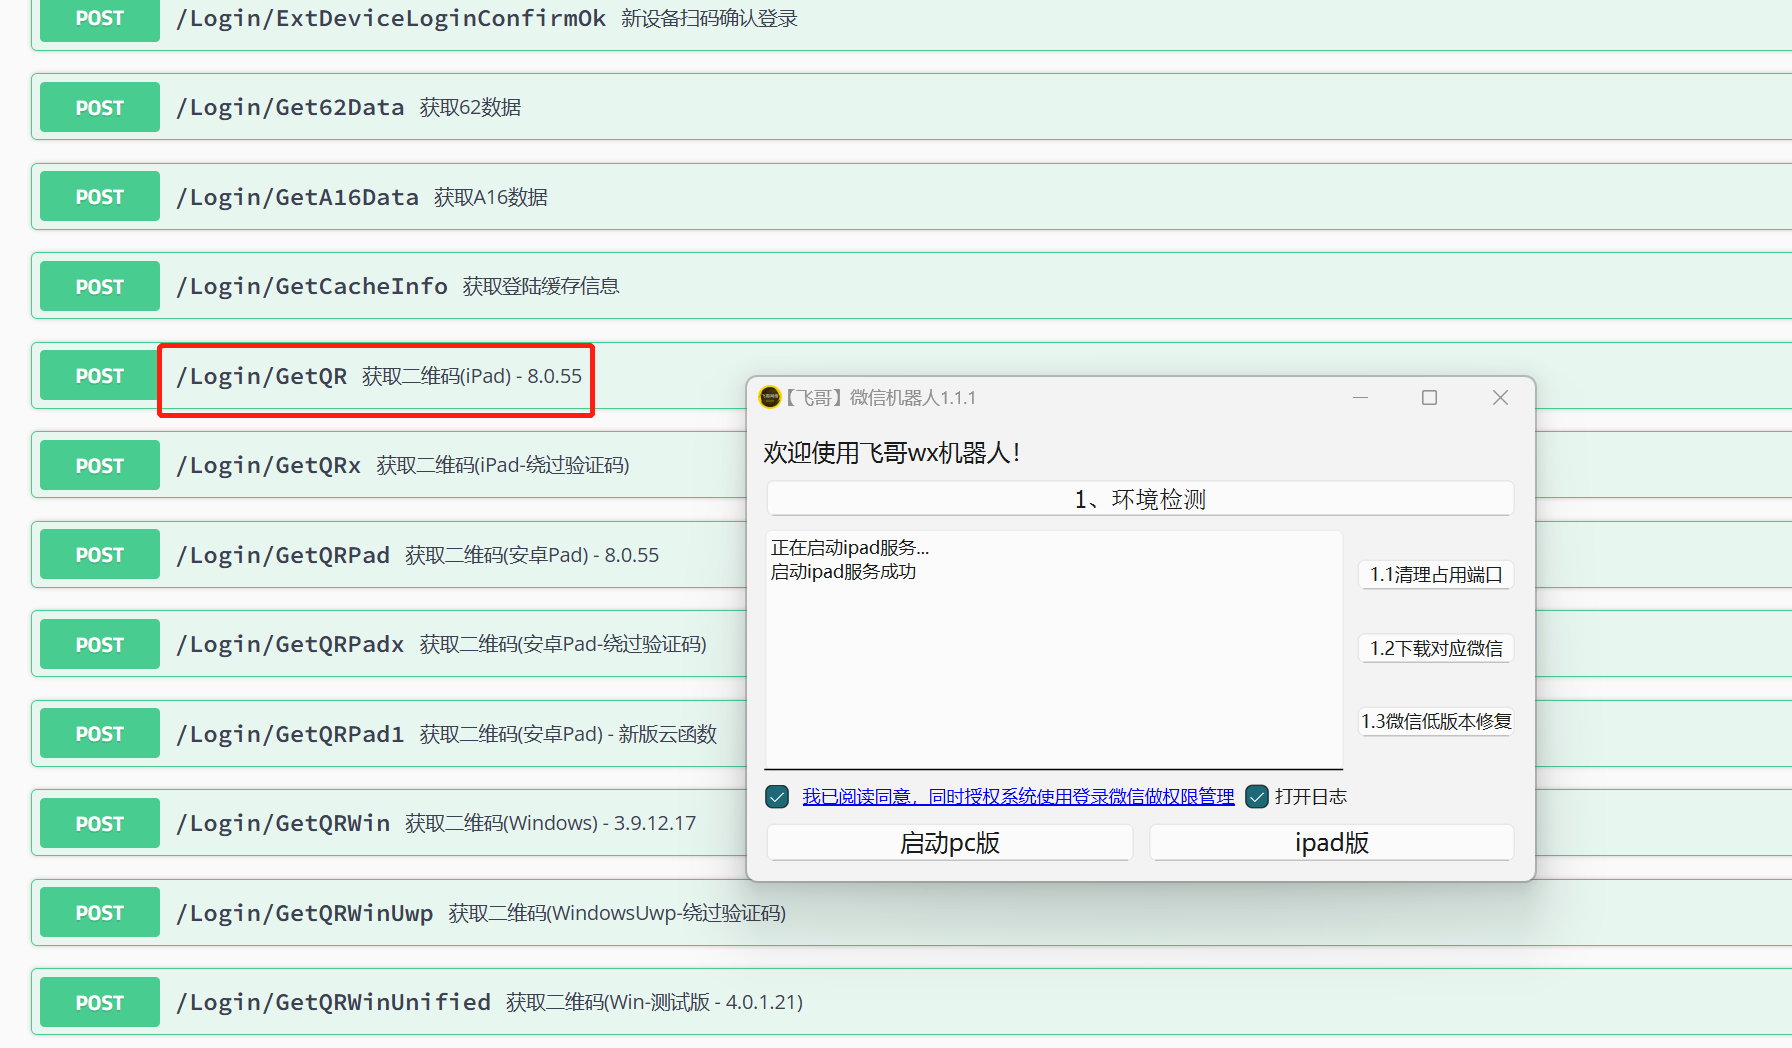 POST /Login/ExtDeviceLoginConfirmOk 新设备扫码确认登录
POST /Login/Get62Data 获取62数据
POST /Login/GetA16Data 获取A16数据
POST /Login/GetCacheInfo 获取登陆缓存信息
POST /Login/GetQR 获取二维码(iPad) - 8.0.55
POST /Login/GetQRx 获取二维码(iPad-绕过验证码)
POST /Login/GetQRPad 获取二维码(安卓Pad) - 8.0.55
POST /Login/GetQRPadx 获取二维码(安卓Pad-绕过验证码)
POST /Login/GetQRPad1 获取二维码(安卓Pad) - 新版云函数
POST /Login/GetQRWin 获取二维码(Windows) - 3.9.12.17
POST /Login/GetQRWinUwp 获取二维码(WindowsUwp-绕过验证码)
POST /Login/GetQRWinUnified 获取二维码(Win-测试版 - 4.0.1.21)
【飞哥】微信机器人1.1.1
欢迎使用飞哥wx机器人!
1、环境检测
正在启动ipad服务...
启动ipad服务成功
1.1清理占用端口
1.2下载对应微信
1.3微信低版本修复
我已阅读同意，同时授权系统使用登录微信做权限管理 打开日志
启动pc版 ipad版